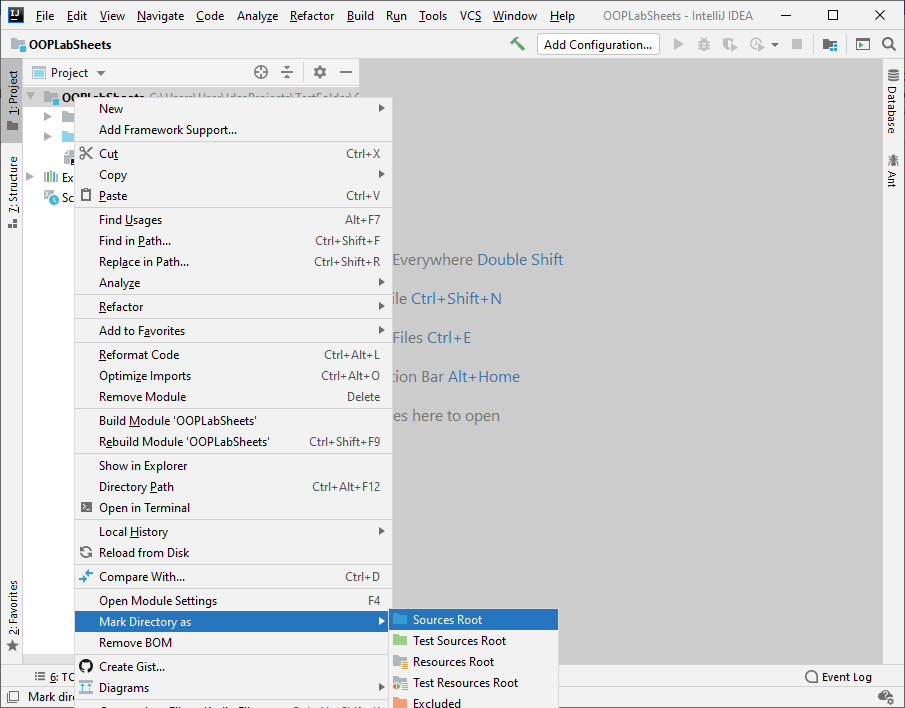 File Edit View Navigate Code Analyze Refactor Build Run Tools VCS Window Help OOPLabSheets - IntelliJ IDEA
OOPLabSheets
Add Configuration...
1: Project
Project
OOPLabSheets C:\Users\User\IdeaProjects\TestFolder\
Ex
Sc
7: Structure
2: Favorites
Database
Ant
New
Add Framework Support...
Cut Ctrl+X
Copy
Paste Ctrl+V
Find Usages Alt+F7
Find in Path... Ctrl+Shift+F
Replace in Path... Ctrl+Shift+R
Analyze
Refactor
Add to Favorites
Reformat Code Ctrl+Alt+L
Optimize Imports Ctrl+Alt+O
Remove Module Delete
Build Module 'OOPLabSheets'
Rebuild Module 'OOPLabSheets' Ctrl+Shift+F9
Show in Explorer
Directory Path Ctrl+Alt+F12
Open in Terminal
Local History
Reload from Disk
Compare With... Ctrl+D
Open Module Settings F4
Mark Directory as
Remove BOM
Create Gist...
Diagrams
Sources Root
Test Sources Root
Resources Root
Test Resources Root
Excluded
Everywhere Double Shift
ile Ctrl+Shift+N
Files Ctrl+E
tion Bar Alt+Home
es here to open
6: TO
Event Log
Mark dire